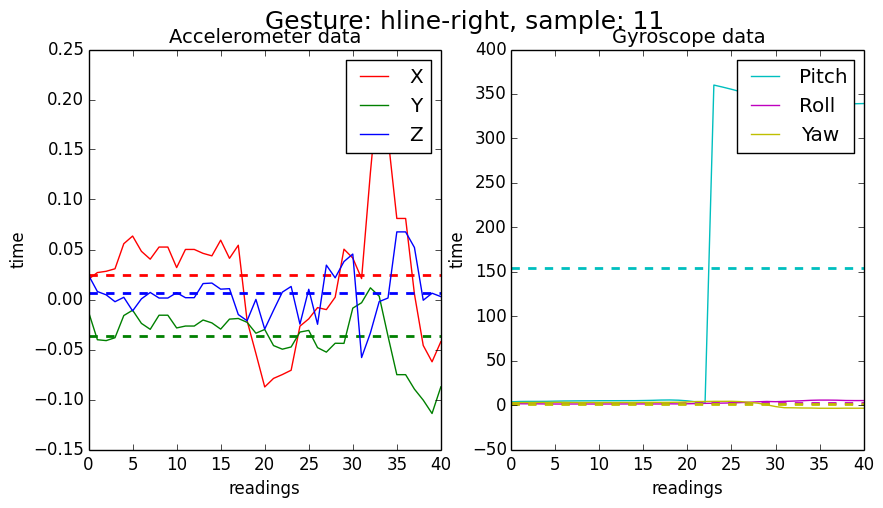 Gesture: hline-right, sample: 11
Accelerometer data
0.25
0.20
0.15
0.10
0.05
0.00
−0.05
−0.10
−0.15
time
0 5 10 15 20 25 30 35 40
readings
X
Y
Z
Gyroscope data
400
350
300
250
200
150
100
50
0
−50
time
0 5 10 15 20 25 30 35 40
readings
Pitch
Roll
Yaw